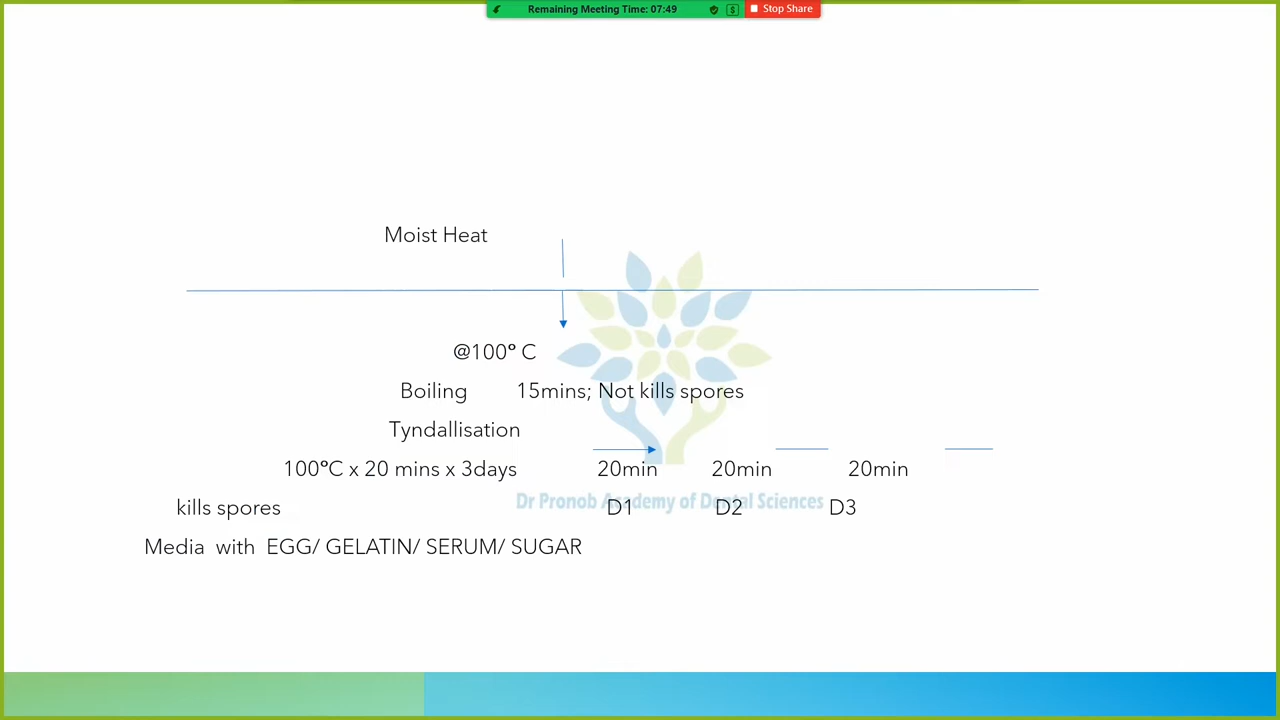 Remaining Meeting Time: 07:49
Stop Share
Moist Heat
@100° C
Boiling 15mins; Not kills spores
Tyndallisation
100°C x 20 mins x 3days 20min 20min 20min
kills spores D1 D2 D3
Dr Pronob Academy of Dental Sciences
Media with EGG/ GELATIN/ SERUM/ SUGAR